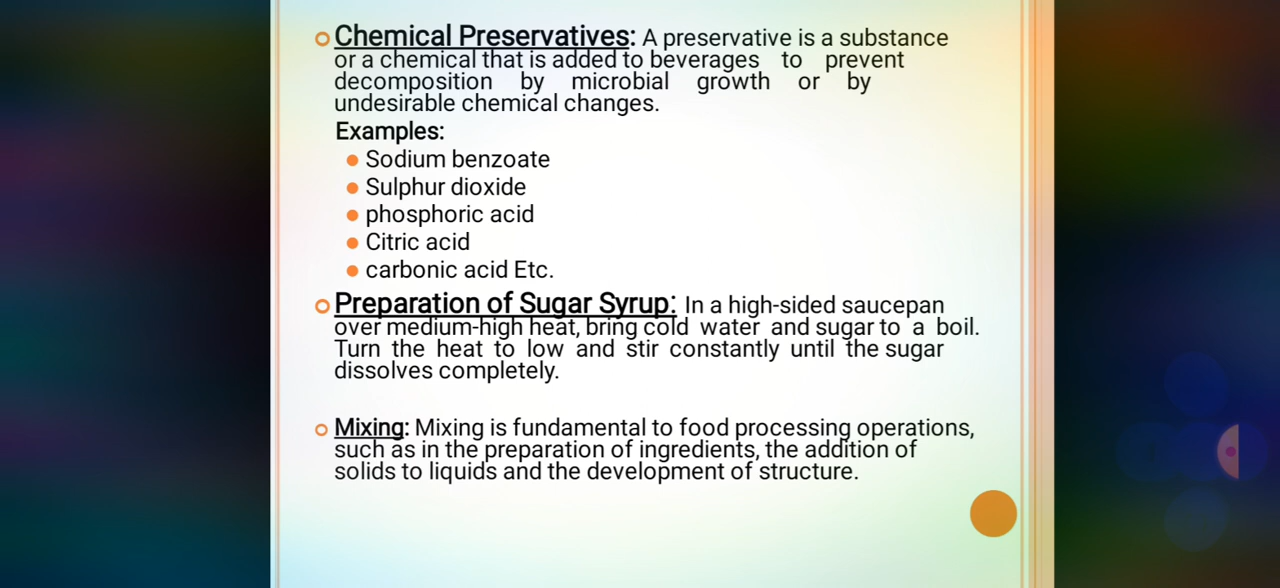 Chemical Preservatives: A preservative is a substance
or a chemical that is added to beverages to prevent
decomposition by microbial growth or by
undesirable chemical changes.
Examples:
Sodium benzoate
Sulphur dioxide
phosphoric acid
Citric acid
carbonic acid Etc.
Preparation of Sugar Syrup: In a high-sided saucepan
over medium-high heat, bring cold water and sugar to a boil.
Turn the heat to low and stir constantly until the sugar
dissolves completely.
Mixing: Mixing is fundamental to food processing operations,
such as in the preparation of ingredients, the addition of
solids to liquids and the development of structure.